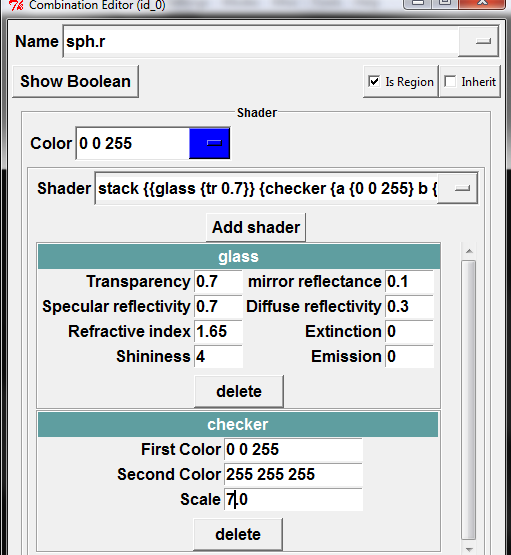 Combination Editor (id_0)
Name sph.r
Show Boolean Is Region Inherit
Shader
Color 0 0 255
Shader stack {{glass {tr 0.7}} {checker {a {0 0 255} b {
Add shader
glass
Transparency 0.7 mirror reflectance 0.1
Specular reflectivity 0.7 Diffuse reflectivity 0.3
Refractive index 1.65 Extinction 0
Shininess 4 Emission 0
delete
checker
First Color 0 0 255
Second Color 255 255 255
Scale 7.0
delete